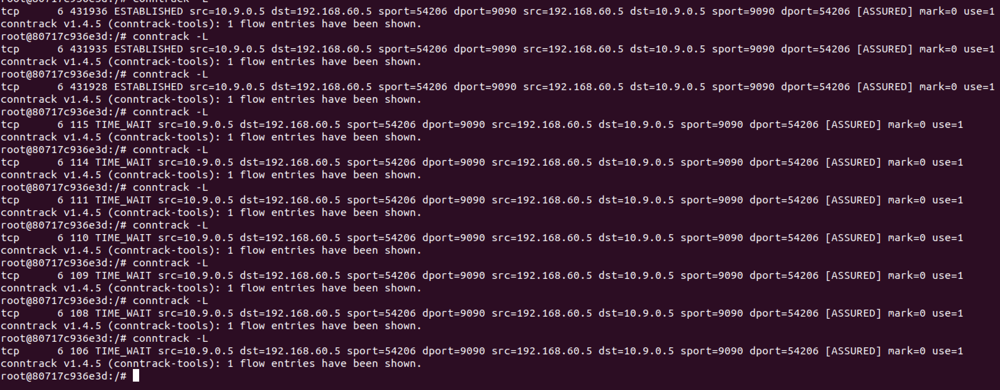 root@80717c936e3d:/# conntrack -L
tcp      6 431936 ESTABLISHED src=10.9.0.5 dst=192.168.60.5 sport=54206 dport=9090 src=192.168.60.5 dst=10.9.0.5 sport=9090 dport=54206 [ASSURED] mark=0 use=1
conntrack v1.4.5 (conntrack-tools): 1 flow entries have been shown.
root@80717c936e3d:/# conntrack -L
tcp      6 431935 ESTABLISHED src=10.9.0.5 dst=192.168.60.5 sport=54206 dport=9090 src=192.168.60.5 dst=10.9.0.5 sport=9090 dport=54206 [ASSURED] mark=0 use=1
conntrack v1.4.5 (conntrack-tools): 1 flow entries have been shown.
root@80717c936e3d:/# conntrack -L
tcp      6 431928 ESTABLISHED src=10.9.0.5 dst=192.168.60.5 sport=54206 dport=9090 src=192.168.60.5 dst=10.9.0.5 sport=9090 dport=54206 [ASSURED] mark=0 use=1
conntrack v1.4.5 (conntrack-tools): 1 flow entries have been shown.
root@80717c936e3d:/# conntrack -L
tcp      6 115 TIME_WAIT src=10.9.0.5 dst=192.168.60.5 sport=54206 dport=9090 src=192.168.60.5 dst=10.9.0.5 sport=9090 dport=54206 [ASSURED] mark=0 use=1
conntrack v1.4.5 (conntrack-tools): 1 flow entries have been shown.
root@80717c936e3d:/# conntrack -L
tcp      6 114 TIME_WAIT src=10.9.0.5 dst=192.168.60.5 sport=54206 dport=9090 src=192.168.60.5 dst=10.9.0.5 sport=9090 dport=54206 [ASSURED] mark=0 use=1
conntrack v1.4.5 (conntrack-tools): 1 flow entries have been shown.
root@80717c936e3d:/# conntrack -L
tcp      6 111 TIME_WAIT src=10.9.0.5 dst=192.168.60.5 sport=54206 dport=9090 src=192.168.60.5 dst=10.9.0.5 sport=9090 dport=54206 [ASSURED] mark=0 use=1
conntrack v1.4.5 (conntrack-tools): 1 flow entries have been shown.
root@80717c936e3d:/# conntrack -L
tcp      6 110 TIME_WAIT src=10.9.0.5 dst=192.168.60.5 sport=54206 dport=9090 src=192.168.60.5 dst=10.9.0.5 sport=9090 dport=54206 [ASSURED] mark=0 use=1
conntrack v1.4.5 (conntrack-tools): 1 flow entries have been shown.
root@80717c936e3d:/# conntrack -L
tcp      6 109 TIME_WAIT src=10.9.0.5 dst=192.168.60.5 sport=54206 dport=9090 src=192.168.60.5 dst=10.9.0.5 sport=9090 dport=54206 [ASSURED] mark=0 use=1
conntrack v1.4.5 (conntrack-tools): 1 flow entries have been shown.
root@80717c936e3d:/# conntrack -L
tcp      6 108 TIME_WAIT src=10.9.0.5 dst=192.168.60.5 sport=54206 dport=9090 src=192.168.60.5 dst=10.9.0.5 sport=9090 dport=54206 [ASSURED] mark=0 use=1
conntrack v1.4.5 (conntrack-tools): 1 flow entries have been shown.
root@80717c936e3d:/# conntrack -L
tcp      6 106 TIME_WAIT src=10.9.0.5 dst=192.168.60.5 sport=54206 dport=9090 src=192.168.60.5 dst=10.9.0.5 sport=9090 dport=54206 [ASSURED] mark=0 use=1
conntrack v1.4.5 (conntrack-tools): 1 flow entries have been shown.
root@80717c936e3d:/#